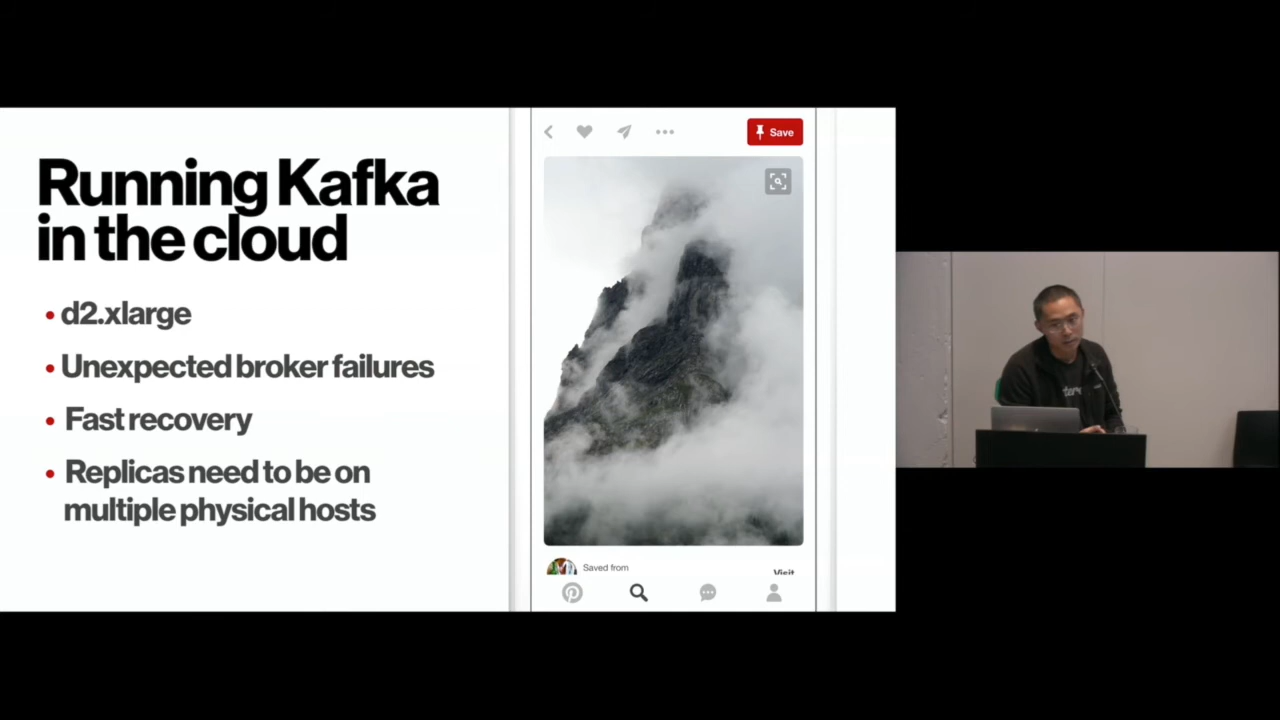 Running Kafka
in the cloud
• d2.xlarge
• Unexpected broker failures
• Fast recovery
• Replicas need to be on
multiple physical hosts
Save
Saved from
Visit